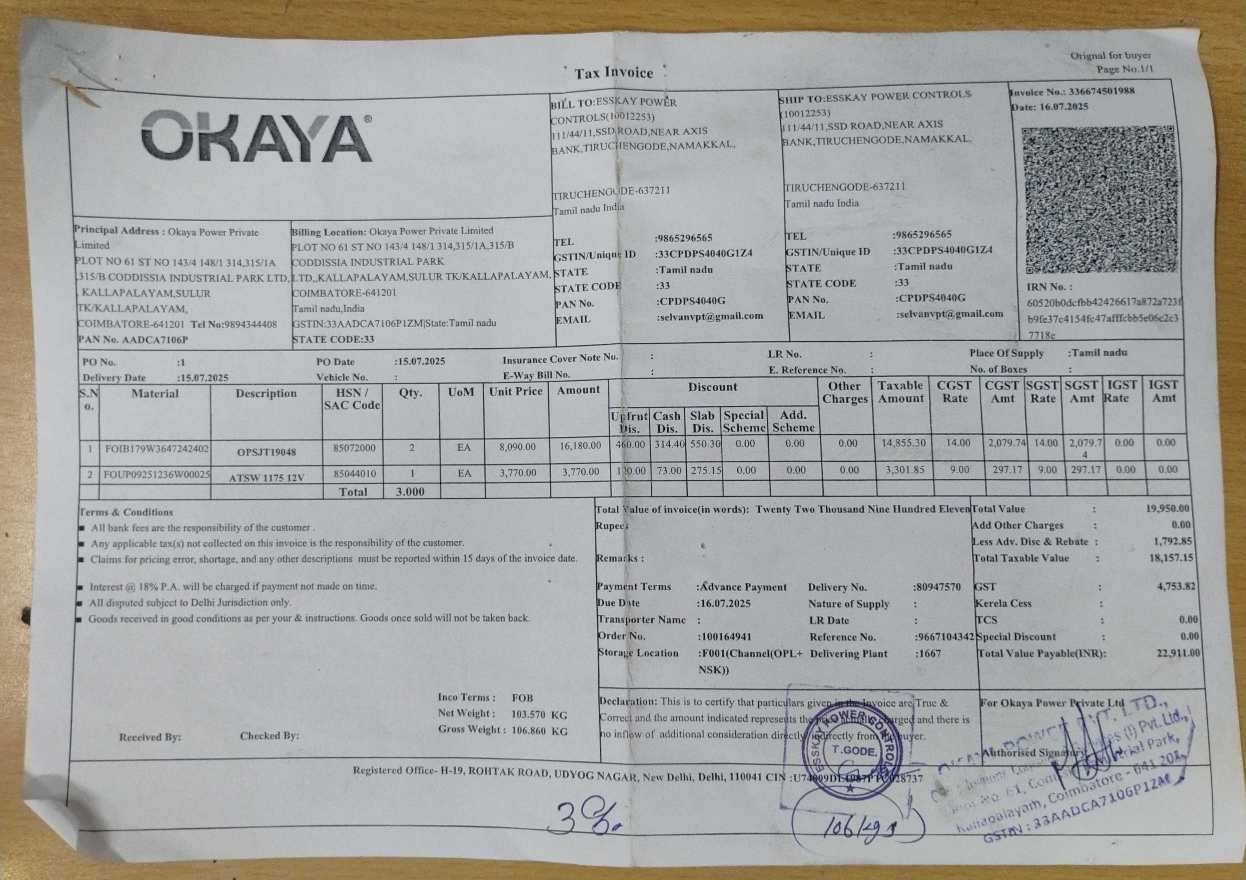 Orignal for buyer
Page No.1/1
Tax Invoice
OKAYA®
BILL TO:ESSKAY POWER
CONTROLS(10012253)
111/44/11,SSD ROAD,NEAR AXIS
BANK,TIRUCHENGODE,NAMAKKAL,
TIRUCHENGODE-637211
Tamil nadu India
TEL :9865296565
GSTIN/Unique ID :33CPDPS4040G1Z4
STATE :Tamil nadu
STATE CODE :33
PAN No. :CPDPS4040G
EMAIL :selvanvpt@gmail.com
SHIP TO:ESSKAY POWER CONTROLS
(10012253)
111/44/11,SSD ROAD,NEAR AXIS
BANK,TIRUCHENGODE,NAMAKKAL,
TIRUCHENGODE-637211
Tamil nadu India
TEL :9865296565
GSTIN/Unique ID :33CPDPS4040G1Z4
STATE :Tamil nadu
STATE CODE :33
PAN No. :CPDPS4040G
EMAIL :selvanvpt@gmail.com
Invoice No.: 336674501988
Date: 16.07.2025
IRN No. :
7718c
Principal Address : Okaya Power Private
Limited
PLOT NO 61 ST NO 143/4 148/1 314,315/1A
,315/B CODDISSIA INDUSTRIAL PARK LTD,
, KALLAPALAYAM,SULUR
TK/KALLAPALAYAM,
COIMBATORE-641201 Tel No:9894344408
PAN No. AADCA7106P
Billing Location: Okaya Power Private Limited
PLOT NO 61 ST NO 143/4 148/1 314,315/1A,315/B
CODDISSIA INDUSTRIAL PARK
LTD,,KALLAPALAYAM,SULUR TK/KALLAPALAYAM,
COIMBATORE-641201
Tamil nadu,India
GSTIN:33AADCA7106P1ZM|State:Tamil nadu
STATE CODE:33
PO No. :1 PO Date :15.07.2025 Insurance Cover Note No. : LR No. : Place Of Supply :Tamil nadu
Delivery Date :15.07.2025 Vehicle No. : E-Way Bill No. : E. Reference No. : No. of Boxes :
S.N o. Material Description HSN / SAC Code Qty. UoM Unit Price Amount Discount Other Charges Taxable Amount CGST Rate CGST Amt SGST Rate SGST Amt IGST Rate IGST Amt
Upfrnt Dis. Cash Dis. Slab Dis. Special Scheme Add. Scheme
1 FOIB179W3647242402 OPSJT19048 85072000 2 EA 8,090.00 16,180.00 460.00 314.40 550.30 0.00 0.00 0.00 14,855.30 14.00 2,079.74 14.00 2,079.74 0.00 0.00
2 FOUP09251236W00025 ATSW 1175 12V 85044010 1 EA 3,770.00 3,770.00 120.00 73.00 275.15 0.00 0.00 0.00 3,301.85 9.00 297.17 9.00 297.17 0.00 0.00
Total 3.000
Terms & Conditions
■ All bank fees are the responsibility of the customer .
■ Any applicable tax(s) not collected on this invoice is the responsibility of the customer.
■ Claims for pricing error, shortage, and any other descriptions must be reported within 15 days of the invoice date.
■ Interest @ 18% P.A. will be charged if payment not made on time.
■ All disputed subject to Delhi Jurisdiction only.
■ Goods received in good conditions as per your & instructions. Goods once sold will not be taken back.
Inco Terms : FOB
Net Weight : 103.570 KG
Gross Weight : 106.860 KG
Received By: Checked By:
Total Value of invoice(in words): Twenty Two Thousand Nine Hundred Eleven
Rupees
Remarks :
Payment Terms :Advance Payment Delivery No. :80947570
Due Date :16.07.2025 Nature of Supply :
Transporter Name : LR Date :
Order No. :100164941 Reference No. :9667104342
Storage Location :F001(Channel(OPL+ NSK)) Delivering Plant :1667
Total Value : 19,950.00
Add Other Charges : 0.00
Less Adv. Disc & Rebate : 1,792.85
Total Taxable Value : 18,157.15
GST : 4,753.82
Kerela Cess :
TCS : 0.00
Special Discount : 0.00
Total Value Payable(INR): 22,911.00
Declaration: This is to certify that particulars given in the Invoice are True &
Correct and the amount indicated represents the charged and there is
no inflow of additional consideration directly indirectly from buyer.
For Okaya Power Private Ltd
Authorised Signatory
ESSKAY POWER CONTROLS
T.GODE.
Kallapalayam, Coimbatore - 641 201.
GSTIN : 33AADCA7106P1ZM
Registered Office- H-19, ROHTAK ROAD, UDYOG NAGAR, New Delhi, Delhi, 110041 CIN
106 kgs